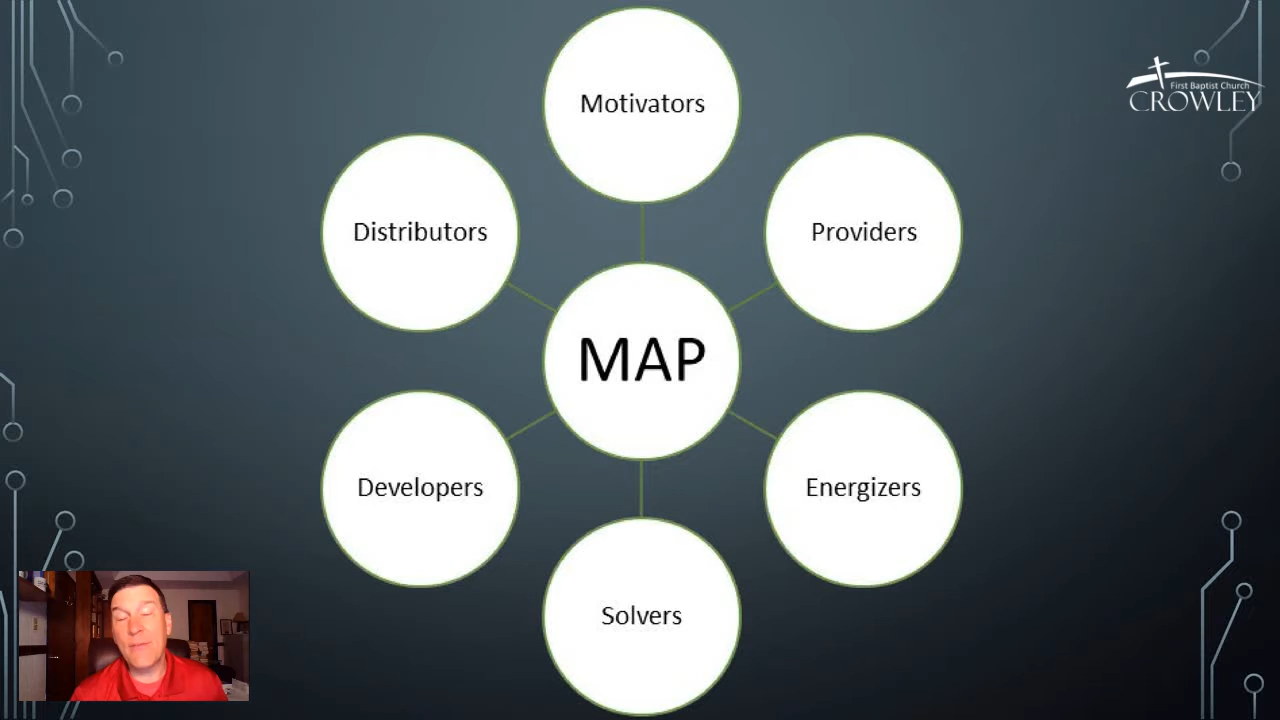 Motivators
First Baptist Church
CROWLEY
Distributors
Providers
MAP
Developers
Energizers
Solvers